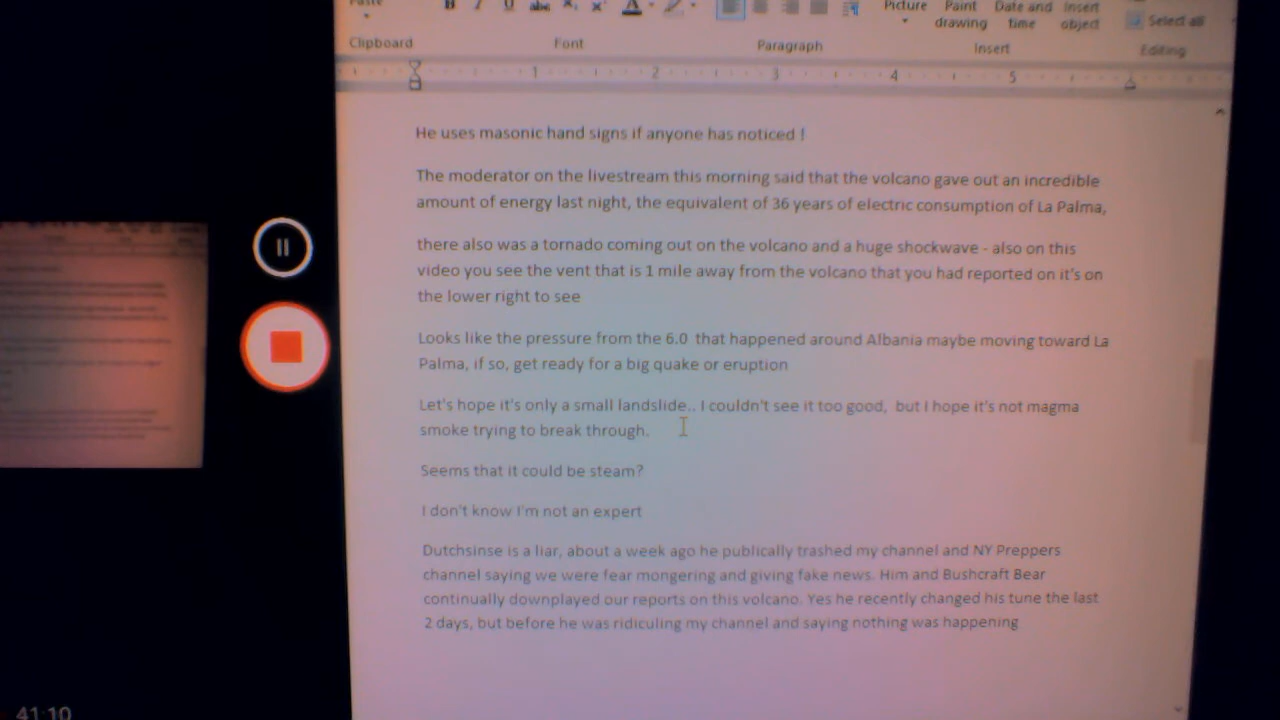 Paste
B I U abc X X A
Picture Paint Date and Insert
drawing time object
Select all
Clipboard Font Paragraph Insert Editing
1 2 3 4 5
He uses masonic hand signs if anyone has noticed !
The moderator on the livestream this morning said that the volcano gave out an incredible
amount of energy last night, the equivalent of 36 years of electric consumption of La Palma,
there also was a tornado coming out on the volcano and a huge shockwave - also on this
video you see the vent that is 1 mile away from the volcano that you had reported on it's on
the lower right to see
Looks like the pressure from the 6.0 that happened around Albania maybe moving toward La
Palma, if so, get ready for a big quake or eruption
Let's hope it's only a small landslide.. I couldn't see it too good, but I hope it's not magma
smoke trying to break through.
Seems that it could be steam?
I don't know I'm not an expert
Dutchsinse is a liar, about a week ago he publically trashed my channel and NY Preppers
channel saying we were fear mongering and giving fake news. Him and Bushcraft Bear
continually downplayed our reports on this volcano. Yes he recently changed his tune the last
2 days, but before he was ridiculing my channel and saying nothing was happening
41:10